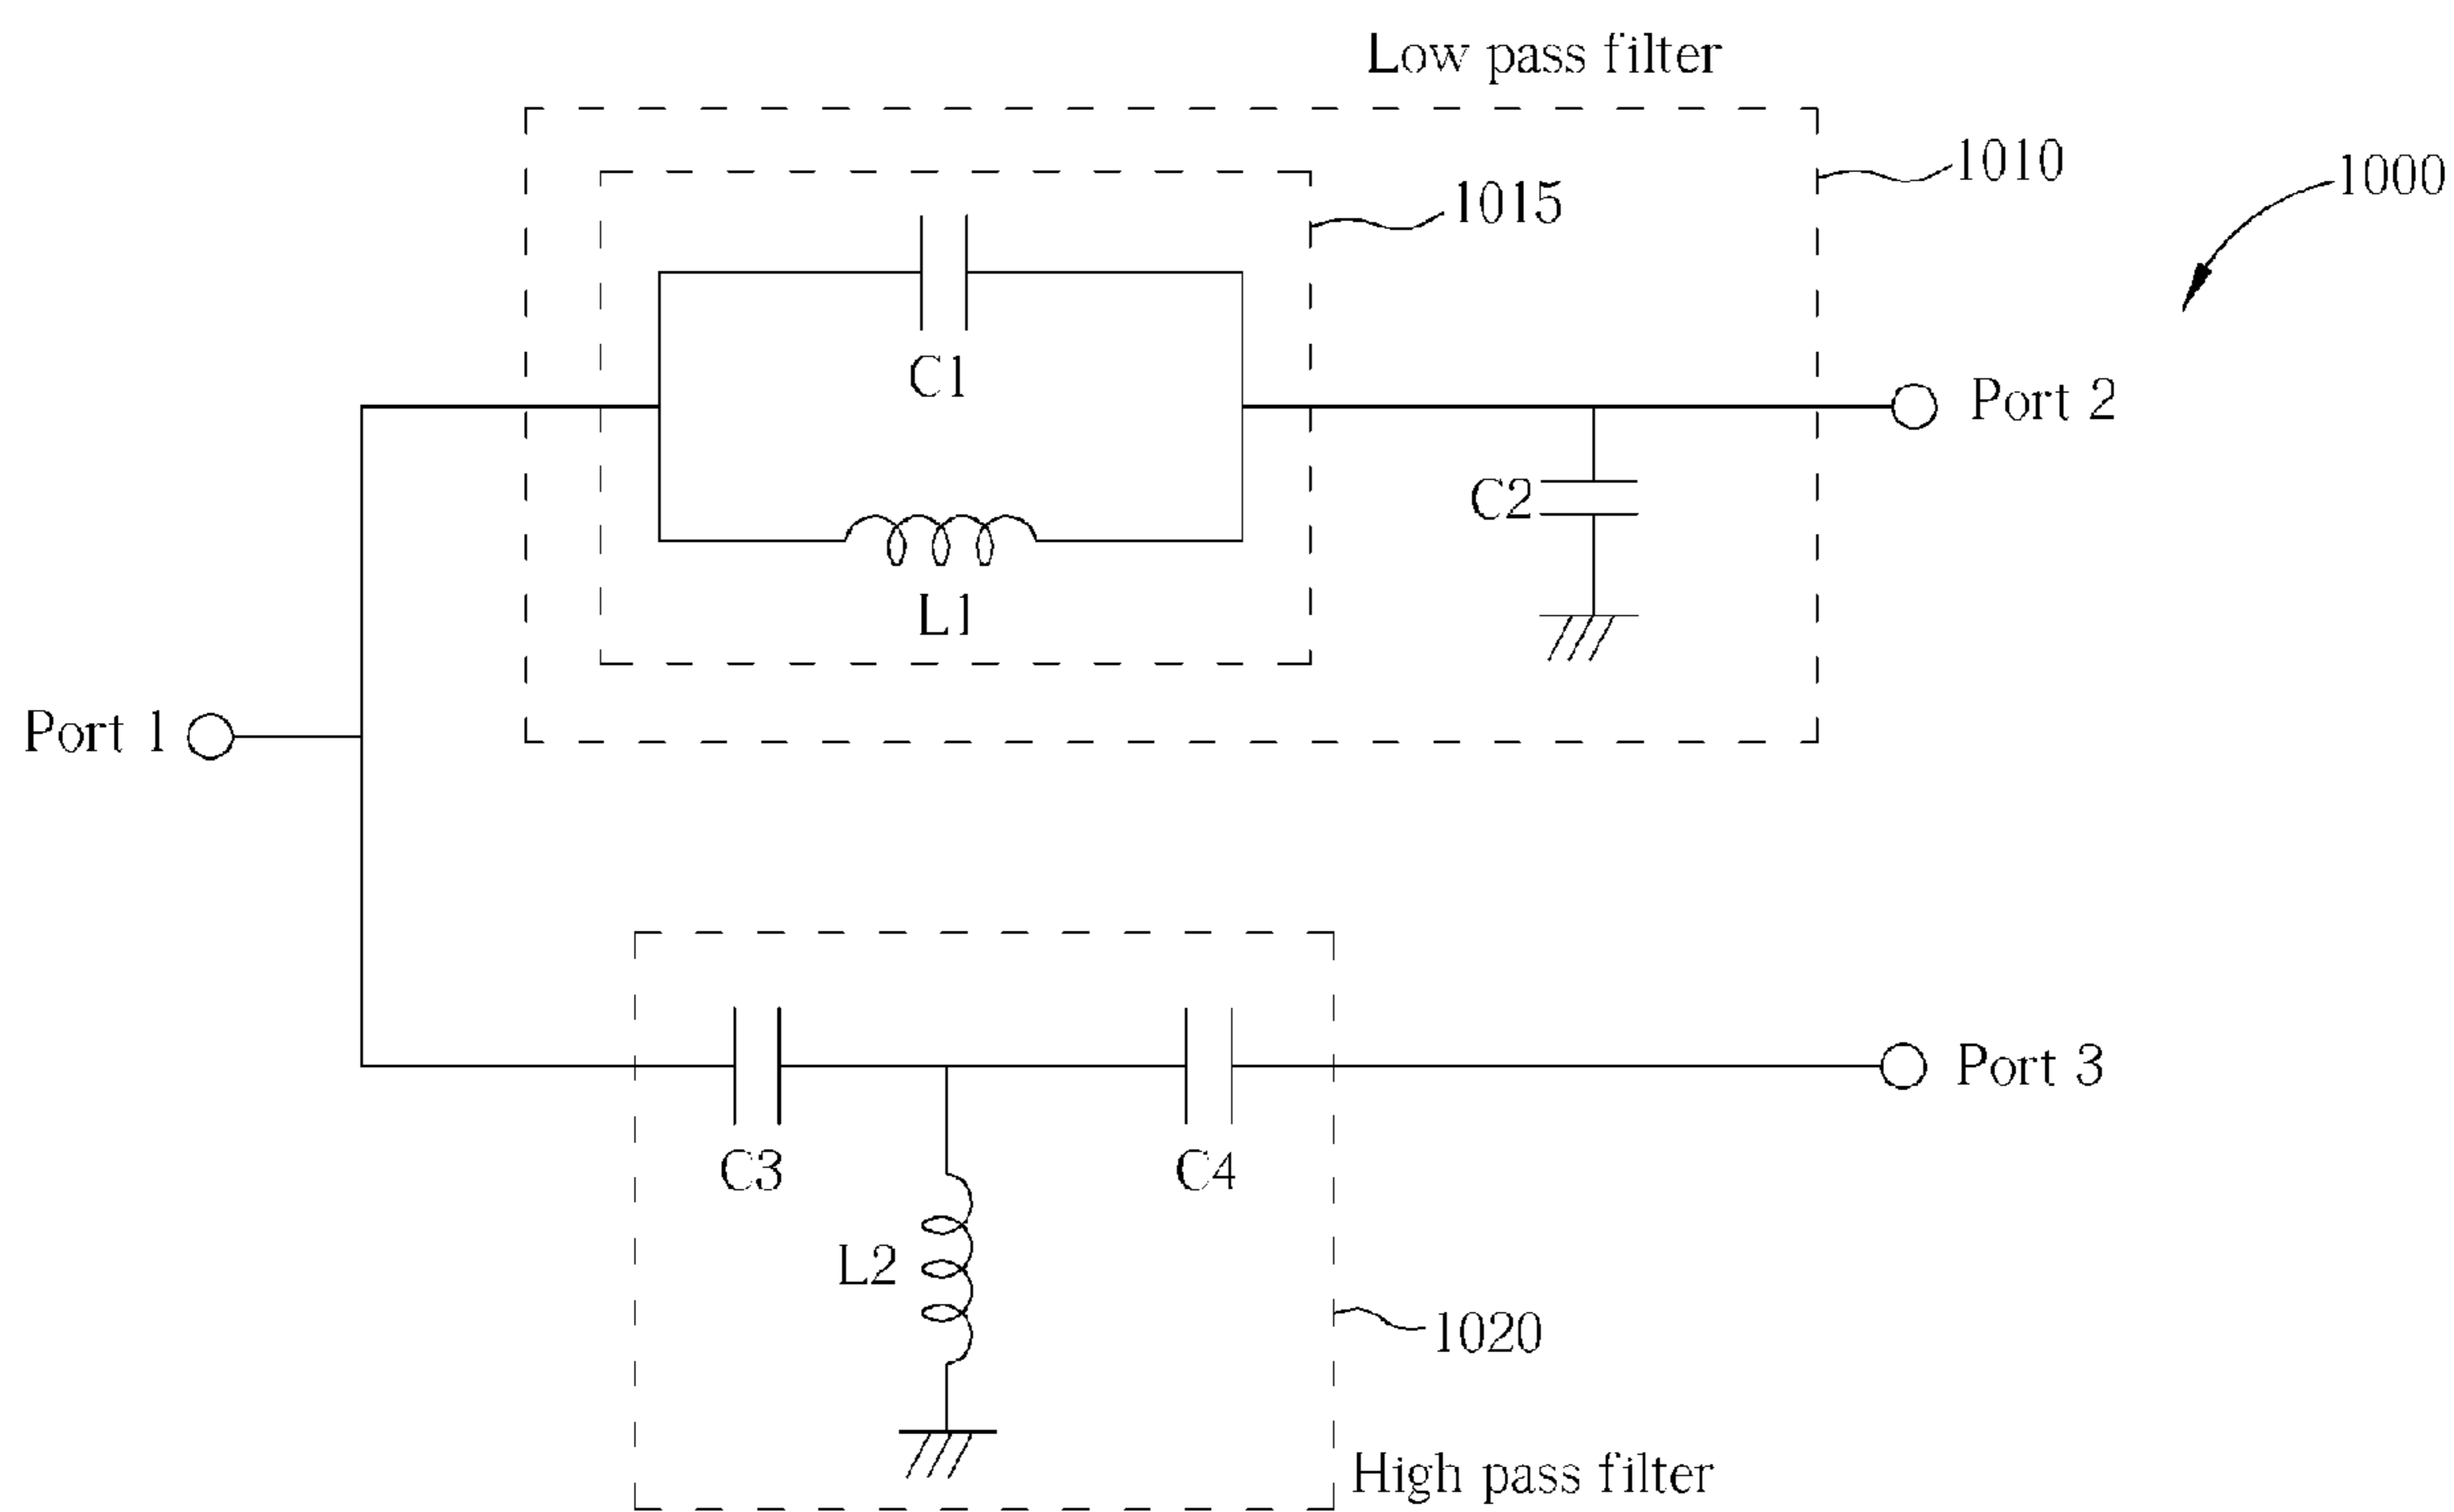 Low pass filter
1010
1000
1015
C1
Port 2
C2
L1
Port 1
Port 3
C3
C4
L2
1020
High pass filter